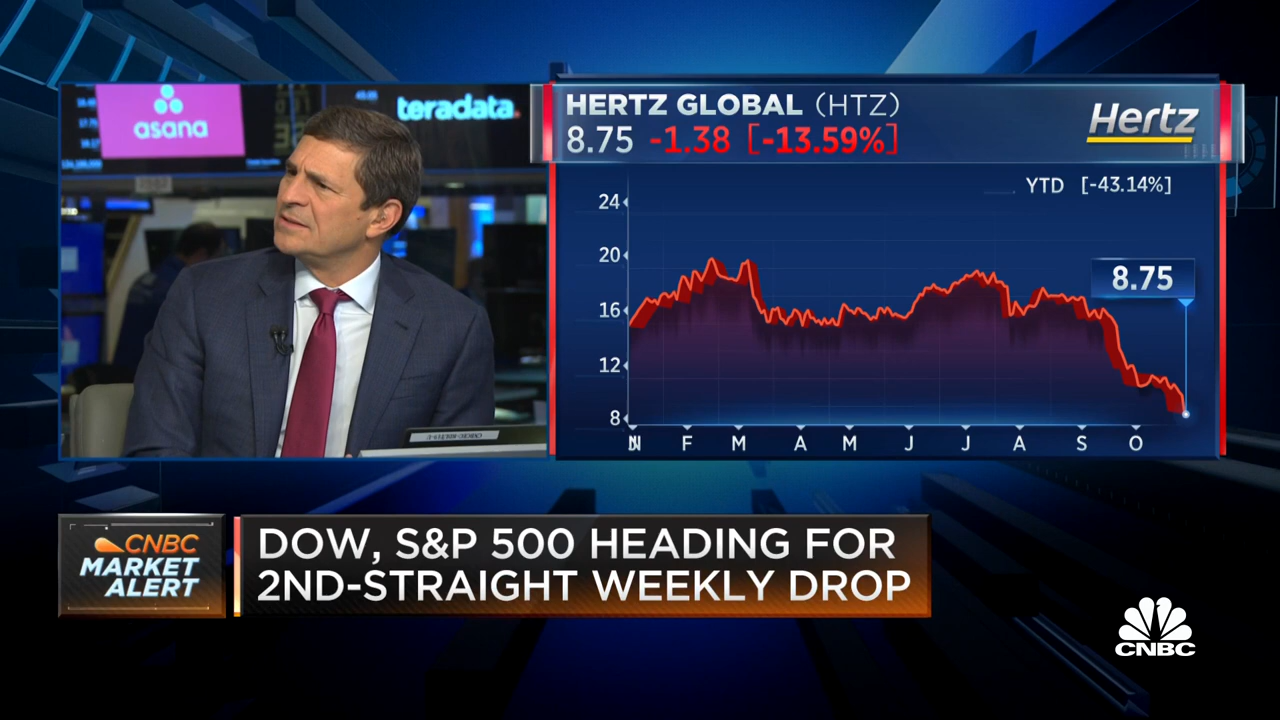 asana
teradata.
HERTZ GLOBAL (HTZ)
8.75 -1.38 [-13.59%]
Hertz
YTD [-43.14%]
24
20
16
12
8
8.75
F M A M J J A S O
CNBC
MARKET
ALERT
DOW, S&P 500 HEADING FOR
2ND-STRAIGHT WEEKLY DROP
CNBC